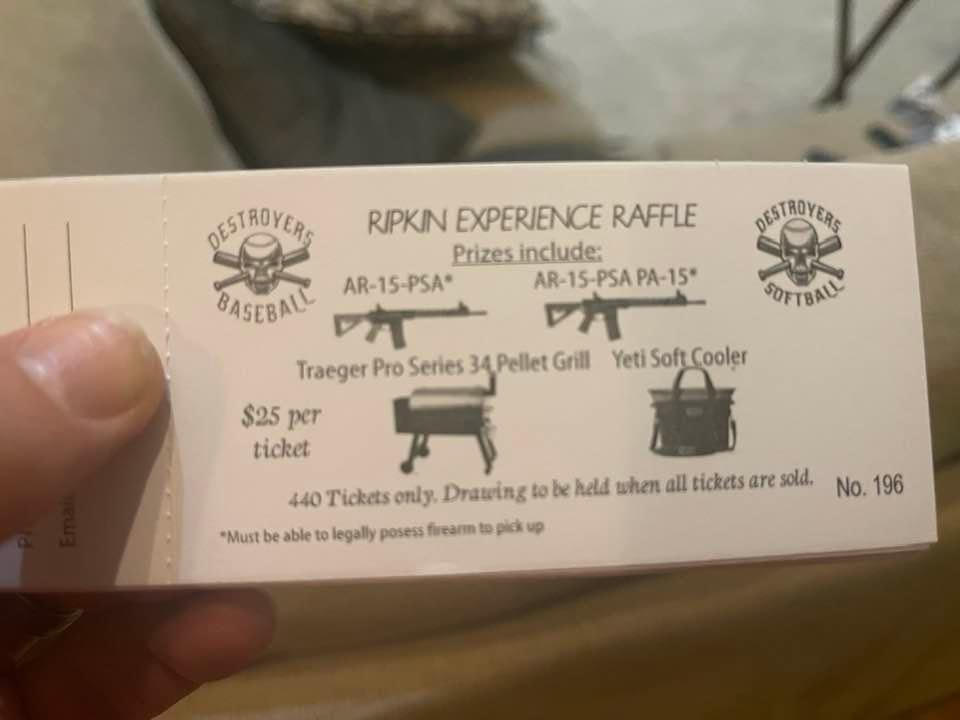 DESTROYERS
BASEBALL
RIPKIN EXPERIENCE RAFFLE
DESTROYERS
SOFTBALL
Prizes include:
AR-15-PSA*
AR-15-PSA PA-15*
Traeger Pro Series 34 Pellet Grill
Yeti Soft Cooler
$25 per
ticket
440 Tickets only. Drawing to be held when all tickets are sold.
No. 196
*Must be able to legally posess firearm to pick up